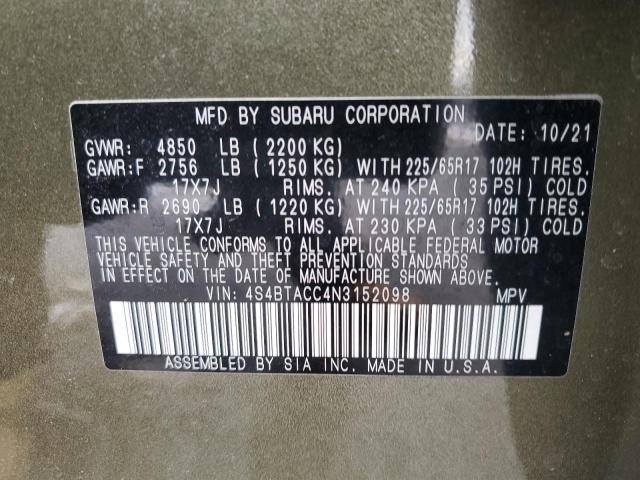 MFD BY SUBARU CORPORATION
DATE: 10/21
GVWR: 4850 LB (2200 KG)
GAWR:F 2756 LB (1250 KG) WITH 225/65R17 102H TIRES.
17X7J RIMS. AT 240 KPA ( 35 PSI) COLD
GAWR:R 2690 LB (1220 KG) WITH 225/65R17 102H TIRES.
17X7J RIMS. AT 230 KPA ( 33 PSI) COLD
THIS VEHICLE CONFORMS TO ALL APPLICABLE FEDERAL MOTOR
VEHICLE SAFETY AND THEFT PREVENTION STANDARDS
IN EFFECT ON THE DATE OF MANUFACTURE SHOWN ABOVE.
VIN: 4S4BTACC4N3152098 MPV
ASSEMBLED BY SIA INC. MADE IN U.S.A.